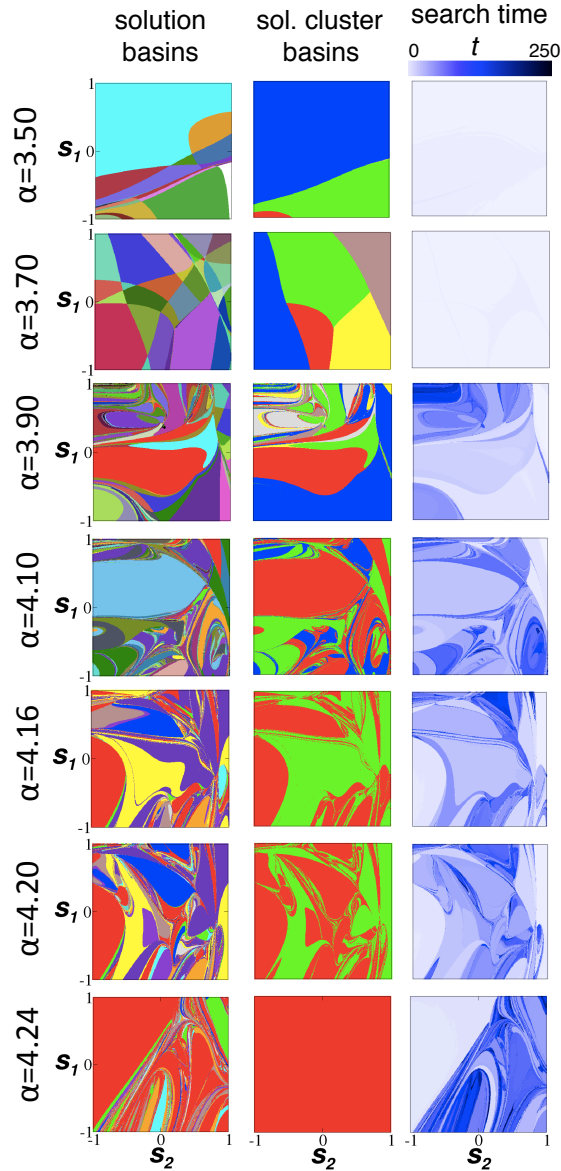 solution basins
sol. cluster basins
search time
0 t 250
α=3.50
1
s1 0
-1
α=3.70
1
s1 0
-1
α=3.90
1
s1 0
-1
α=4.10
1
s1 0
-1
α=4.16
1
s1 0
-1
α=4.20
1
s1 0
-1
α=4.24
1
s1 0
-1
-1 0 1
s2
-1 0 1
s2
-1 0 1
s2